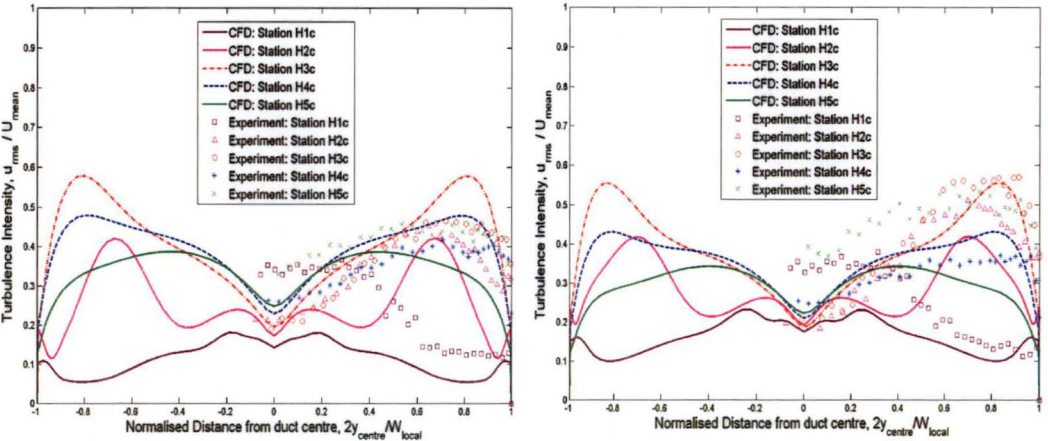 CFD: Station H1c
CFD: Station H2c
CFD: Station H3c
CFD: Station H4c
CFD: Station H5c
Experiment: Station H1c
Experiment: Station H2c
Experiment: Station H3c
Experiment: Station H4c
Experiment: Station H5c
Turbulence Intensity, u_rms / U_mean
1
0.9
0.8
0.7
0.6
0.5
0.4
0.3
0.2
0.1
0
-1 -0.8 -0.6 -0.4 -0.2 0 0.2 0.4 0.6 0.8 1
Normalised Distance from duct centre, 2y_centre/W_local
CFD: Station H1c
CFD: Station H2c
CFD: Station H3c
CFD: Station H4c
CFD: Station H5c
Experiment: Station H1c
Experiment: Station H2c
Experiment: Station H3c
Experiment: Station H4c
Experiment: Station H5c
Turbulence Intensity, u_rms / U_mean
1
0.9
0.8
0.7
0.6
0.5
0.4
0.3
0.2
0.1
0
-1 -0.8 -0.6 -0.4 -0.2 0 0.2 0.4 0.6 0.8 1
Normalised Distance from duct centre, 2y_centre/W_local